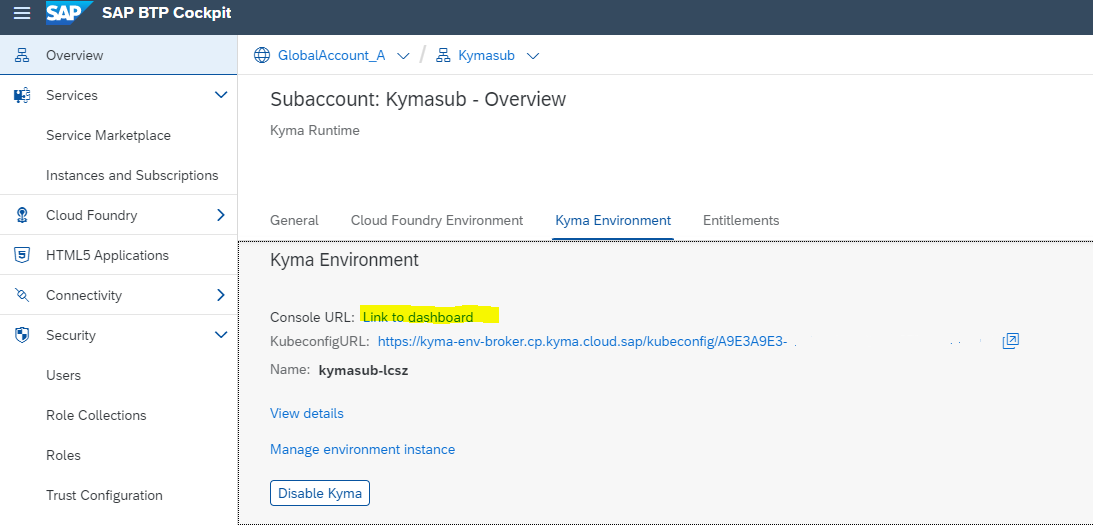 SAP SAP BTP Cockpit
Overview
Services
Service Marketplace
Instances and Subscriptions
Cloud Foundry
HTML5 Applications
Connectivity
Security
Users
Role Collections
Roles
Trust Configuration
GlobalAccount_A / Kymasub
Subaccount: Kymasub - Overview
Kyma Runtime
General Cloud Foundry Environment Kyma Environment Entitlements
Kyma Environment
Console URL: Link to dashboard
KubeconfigURL: https://kyma-env-broker.cp.kyma.cloud.sap/kubeconfig/A9E3A9E3-
Name: kymasub-lcsz
View details
Manage environment instance
Disable Kyma